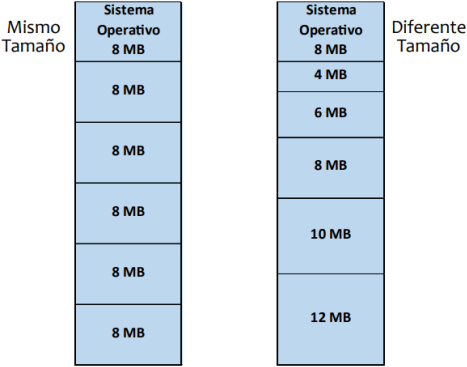 Mismo
Tamaño
Sistema
Operativo
8 MB
8 MB
8 MB
8 MB
8 MB
8 MB
Sistema
Operativo
8 MB
4 MB
6 MB
8 MB
10 MB
12 MB
Diferente
Tamaño